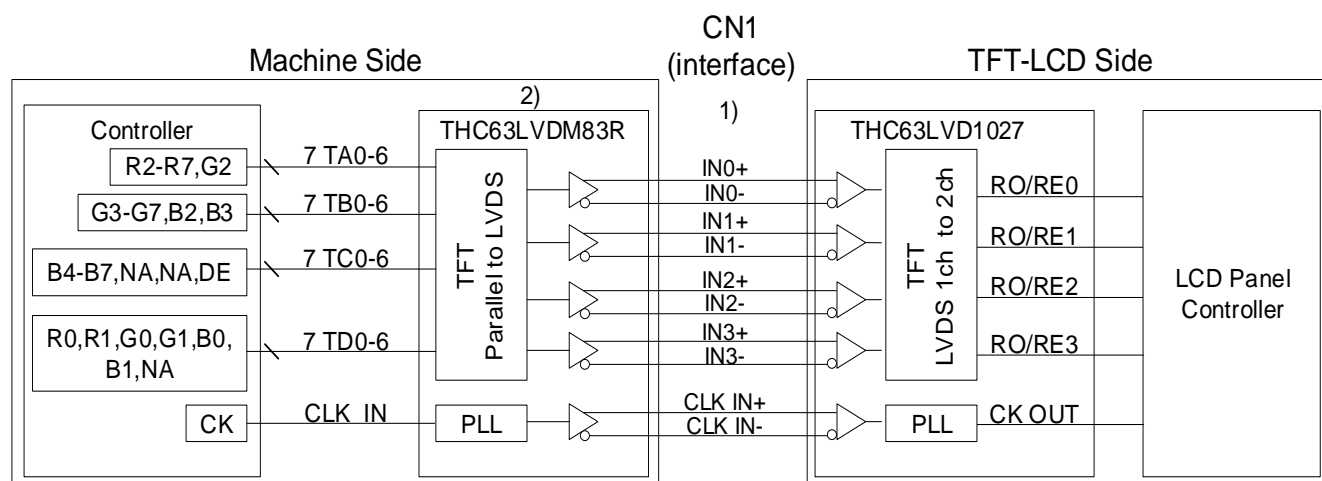 CN1
(interface)
Machine Side
TFT-LCD Side
2)
1)
Controller
THC63LVDM83R
THC63LVD1027
R2-R7,G2
7 TA0-6
G3-G7,B2,B3
7 TB0-6
B4-B7,NA,NA,DE
7 TC0-6
R0,R1,G0,G1,B0,
B1,NA
7 TD0-6
CK
CLK IN
TFT
Parallel to LVDS
PLL
IN0+
IN0-
IN1+
IN1-
IN2+
IN2-
IN3+
IN3-
CLK IN+
CLK IN-
TFT
LVDS 1ch to 2ch
PLL
RO/RE0
RO/RE1
RO/RE2
RO/RE3
CK OUT
LCD Panel
Controller